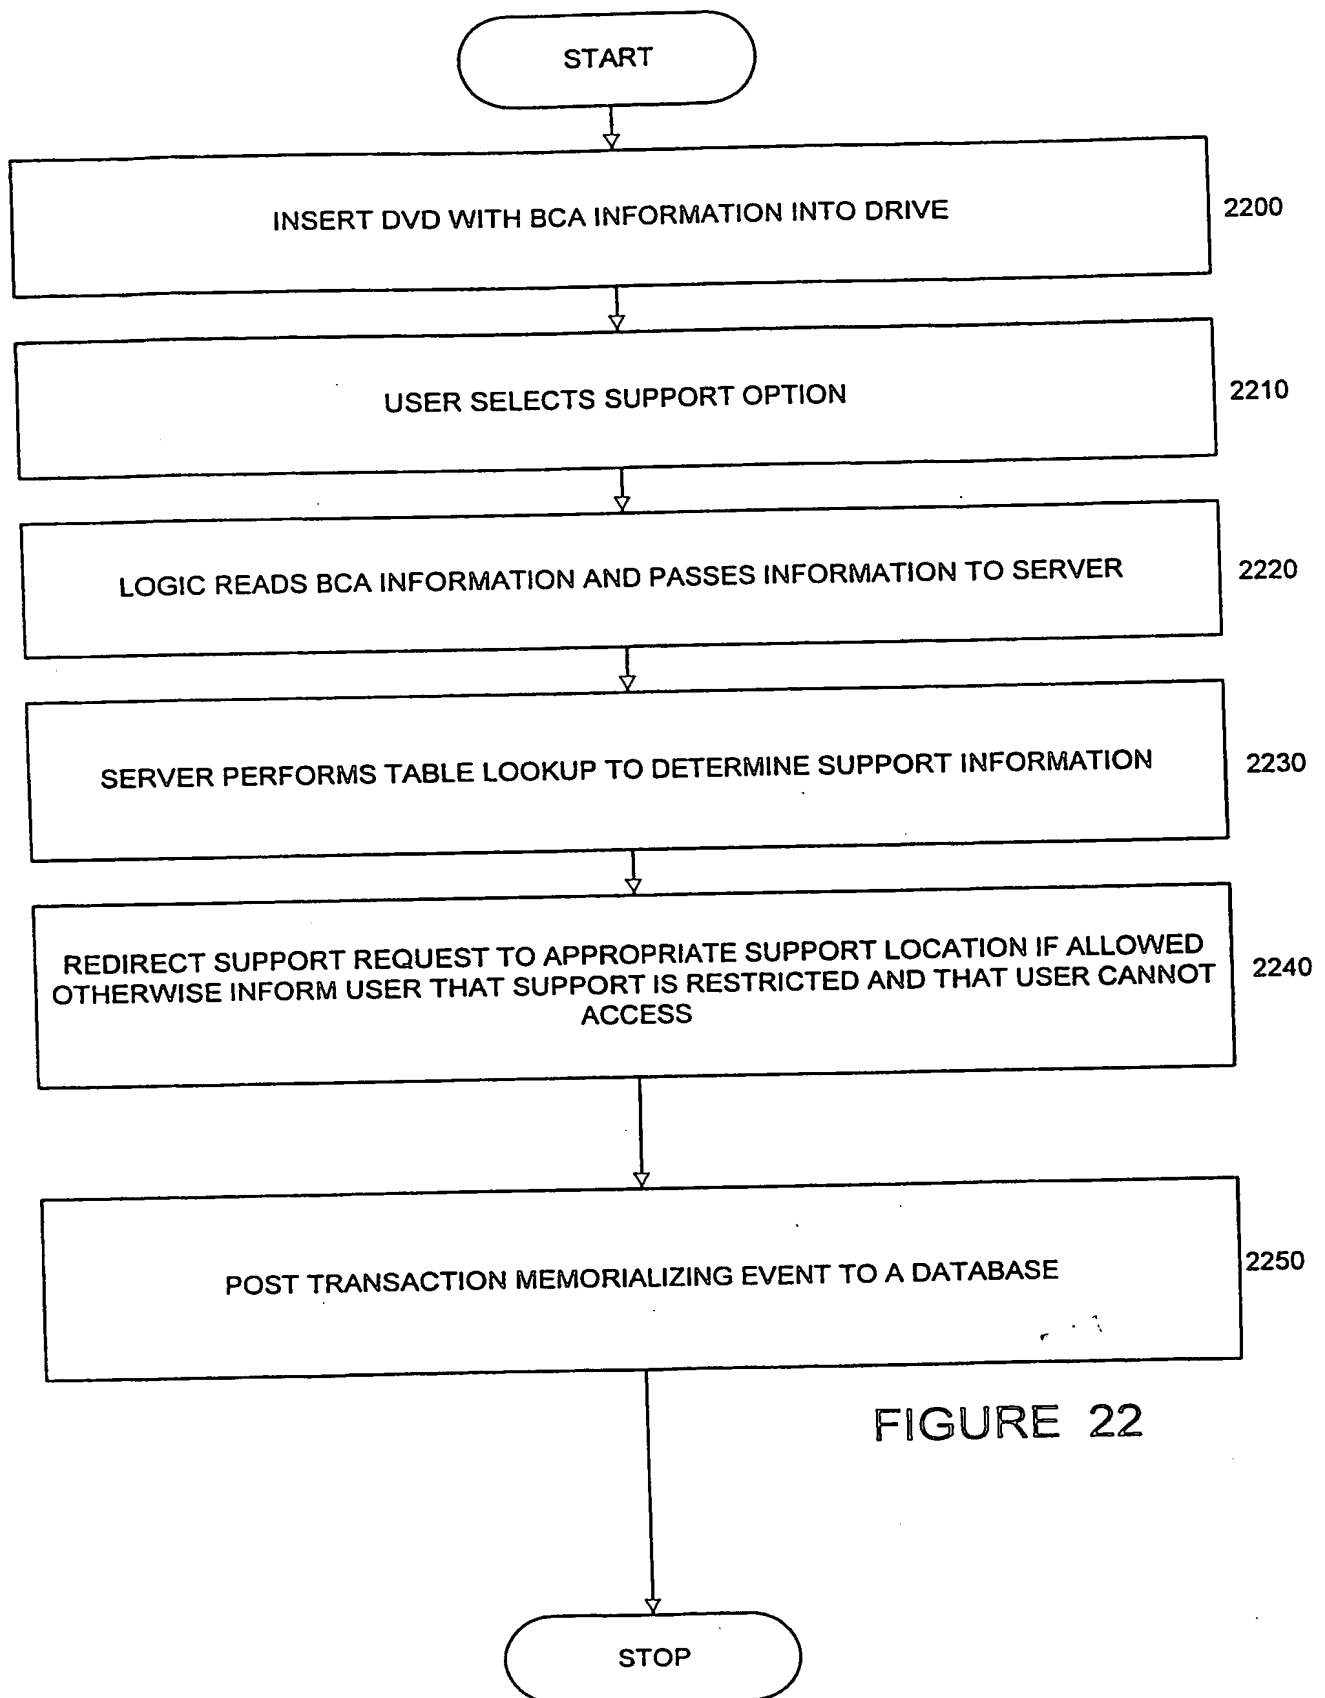 START
INSERT DVD WITH BCA INFORMATION INTO DRIVE
2200
USER SELECTS SUPPORT OPTION
2210
LOGIC READS BCA INFORMATION AND PASSES INFORMATION TO SERVER
2220
SERVER PERFORMS TABLE LOOKUP TO DETERMINE SUPPORT INFORMATION
2230
REDIRECT SUPPORT REQUEST TO APPROPRIATE SUPPORT LOCATION IF ALLOWED
OTHERWISE INFORM USER THAT SUPPORT IS RESTRICTED AND THAT USER CANNOT
ACCESS
2240
POST TRANSACTION MEMORIALIZING EVENT TO A DATABASE
2250
FIGURE 22
STOP